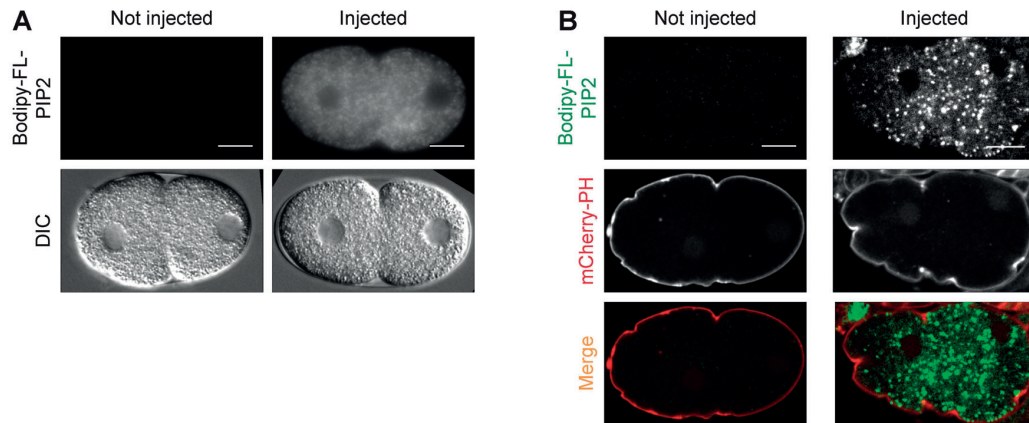 A
Not injected
Injected
Bodipy-FL-
PIP2
DIC
B
Not injected
Injected
Bodipy-FL-
PIP2
mCherry-PH
Merge